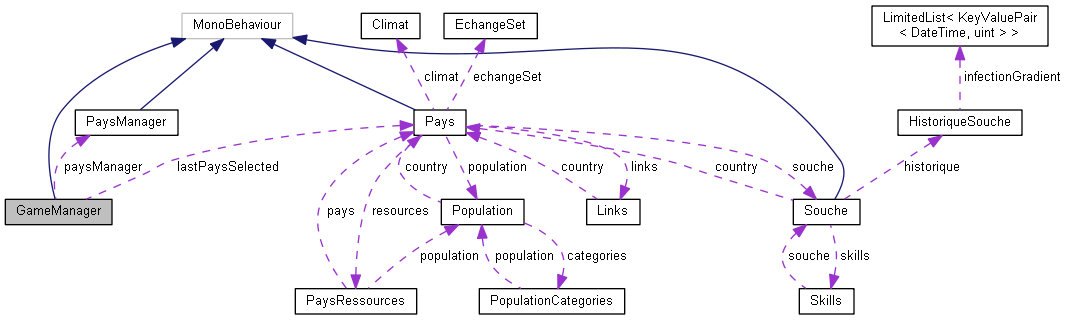 MonoBehaviour
Climat
EchangeSet
LimitedList< KeyValuePair
< DateTime, uint > >
climat
echangeSet
infectionGradient
PaysManager
Pays
HistoriqueSouche
paysManager
lastPaysSelected
country
population
country
links
country
souche
historique
GameManager
pays
resources
Population
Links
Souche
population
population
categories
souche
skills
PaysRessources
PopulationCategories
Skills